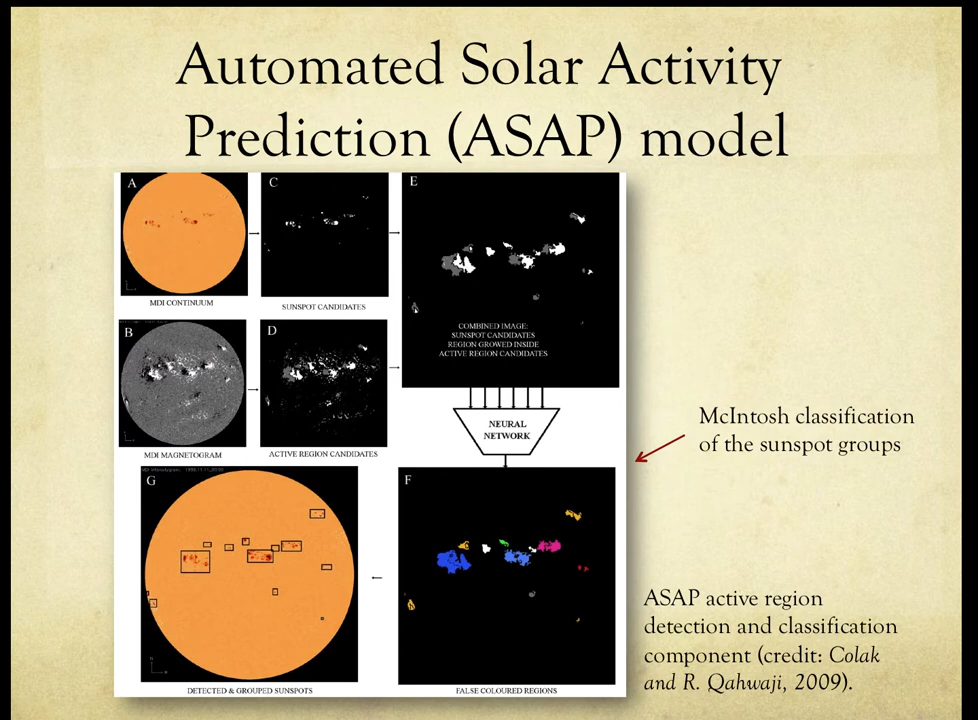 Automated Solar Activity
Prediction (ASAP) model
A
MDI CONTINUUM
C
SUNSPOT CANDIDATES
E
COMBINED IMAGE:
SUNSPOT CANDIDATES
REGION GROWED INSIDE
ACTIVE REGION CANDIDATES
B
MDI MAGNETOGRAM
D
ACTIVE REGION CANDIDATES
NEURAL
NETWORK
McIntosh classification
of the sunspot groups
G
DETECTED & GROUPED SUNSPOTS
F
FALSE COLOURED REGIONS
ASAP active region
detection and classification
component (credit: Colak
and R. Qahwaji, 2009).